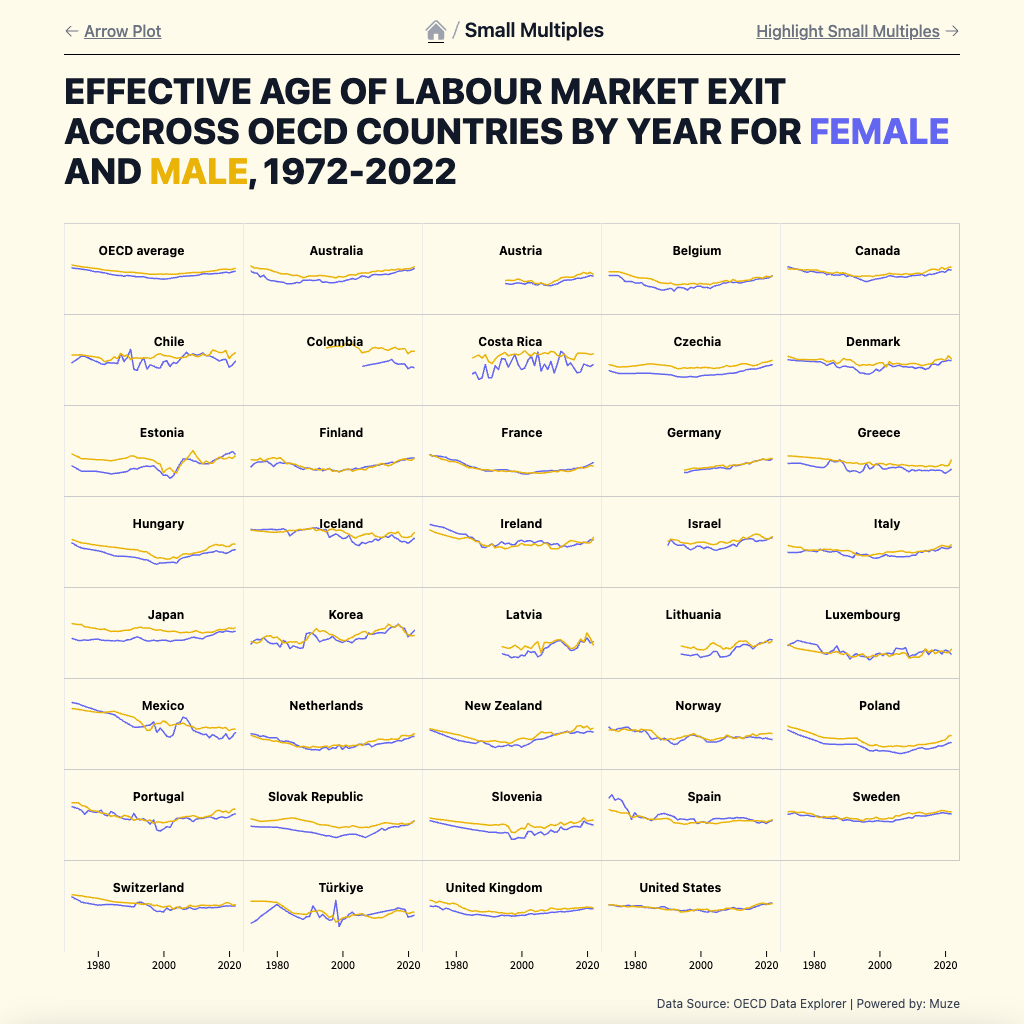 ← Arrow Plot
/ Small Multiples
Highlight Small Multiples →
EFFECTIVE AGE OF LABOUR MARKET EXIT
ACCROSS OECD COUNTRIES BY YEAR FOR FEMALE
AND MALE, 1972-2022
OECD average
Australia
Austria
Belgium
Canada
Chile
Colombia
Costa Rica
Czechia
Denmark
Estonia
Finland
France
Germany
Greece
Hungary
Iceland
Ireland
Israel
Italy
Japan
Korea
Latvia
Lithuania
Luxembourg
Mexico
Netherlands
New Zealand
Norway
Poland
Portugal
Slovak Republic
Slovenia
Spain
Sweden
Switzerland
Türkiye
United Kingdom
United States
1980 2000 2020 1980 2000 2020 1980 2000 2020 1980 2000 2020 1980 2000 2020
Data Source: OECD Data Explorer | Powered by: Muze